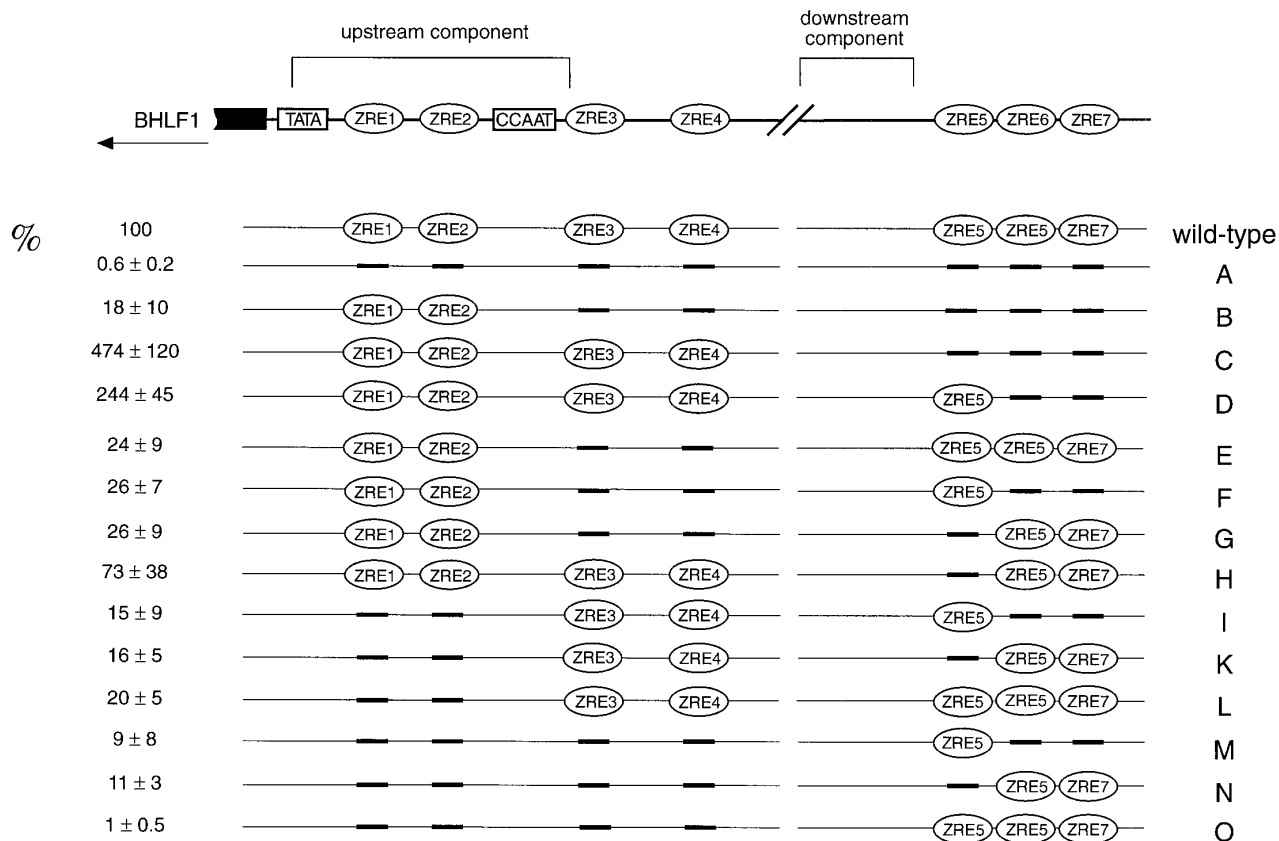 upstream component
downstream
component
BHLF1 TATA ZRE1 ZRE2 CCAAT ZRE3 ZRE4 ZRE5 ZRE6 ZRE7
% 100 ZRE1 ZRE2 ZRE3 ZRE4 ZRE5 ZRE5 ZRE7 wild-type
0.6 ± 0.2 A
18 ± 10 ZRE1 ZRE2 B
474 ± 120 ZRE1 ZRE2 ZRE3 ZRE4 C
244 ± 45 ZRE1 ZRE2 ZRE3 ZRE4 ZRE5 D
24 ± 9 ZRE1 ZRE2 ZRE5 ZRE5 ZRE7 E
26 ± 7 ZRE1 ZRE2 ZRE5 F
26 ± 9 ZRE1 ZRE2 ZRE5 ZRE7 G
73 ± 38 ZRE1 ZRE2 ZRE3 ZRE4 ZRE5 ZRE7 H
15 ± 9 ZRE3 ZRE4 ZRE5 I
16 ± 5 ZRE3 ZRE4 ZRE5 ZRE7 K
20 ± 5 ZRE3 ZRE4 ZRE5 ZRE5 ZRE7 L
9 ± 8 ZRE5 M
11 ± 3 ZRE5 ZRE7 N
1 ± 0.5 ZRE5 ZRE5 ZRE7 O